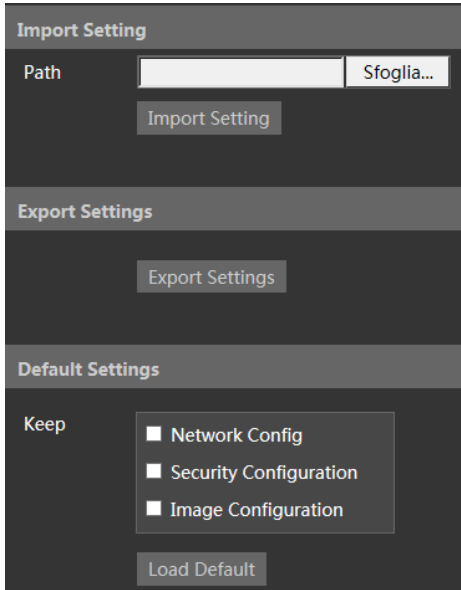 Import Setting
Path Sfoglia...
Import Setting
Export Settings
Export Settings
Default Settings
Keep
Network Config
Security Configuration
Image Configuration
Load Default